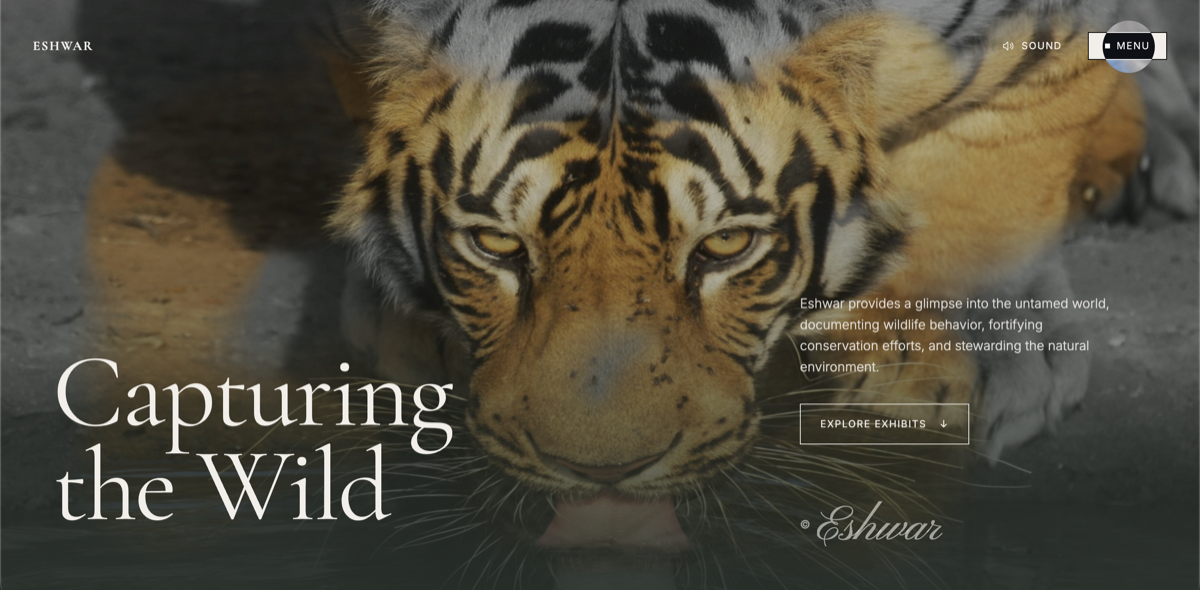 ESHWAR
SOUND
MENU
Capturing
the Wild
Eshwar provides a glimpse into the untamed world,
documenting wildlife behavior, fortifying
conservation efforts, and stewarding the natural
environment.
EXPLORE EXHIBITS ↓
© Eshwar